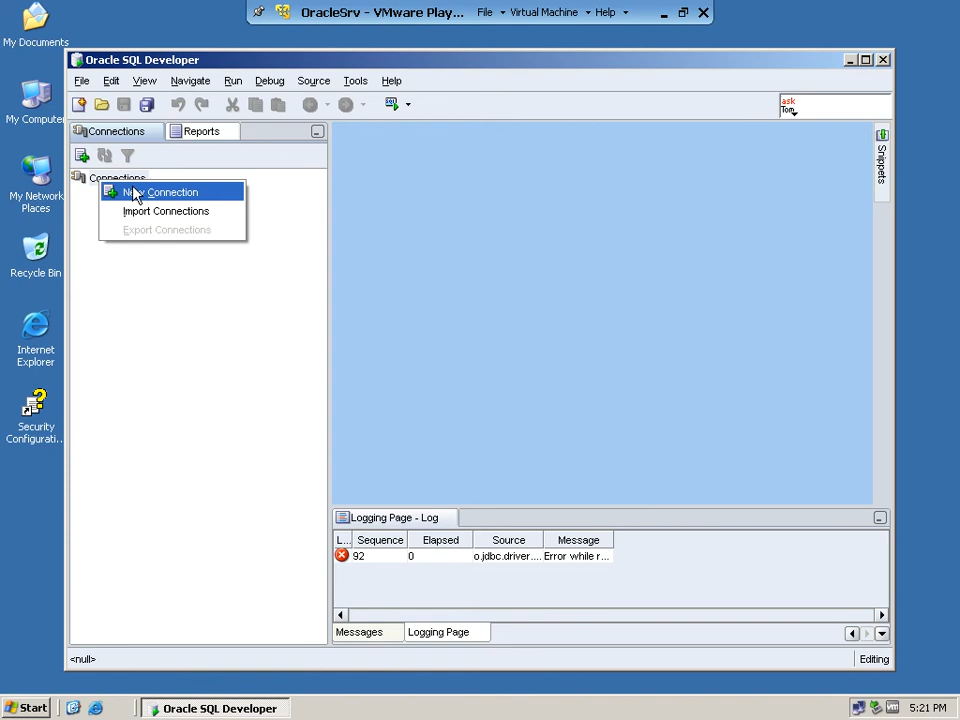 OracleSrv - VMware Play... File Virtual Machine Help
My Documents
My Computer
My Network
Places
Recycle Bin
Internet
Explorer
Security
Configurati...
Oracle SQL Developer
File Edit View Navigate Run Debug Source Tools Help
ask
Tom
Connections Reports
Connections
New Connection
Import Connections
Export Connections
Snippets
Logging Page - Log
L... Sequence Elapsed Source Message
92 0 o.jdbc.driver.... Error while r...
Messages Logging Page
<null> Editing
Start Oracle SQL Developer 5:21 PM